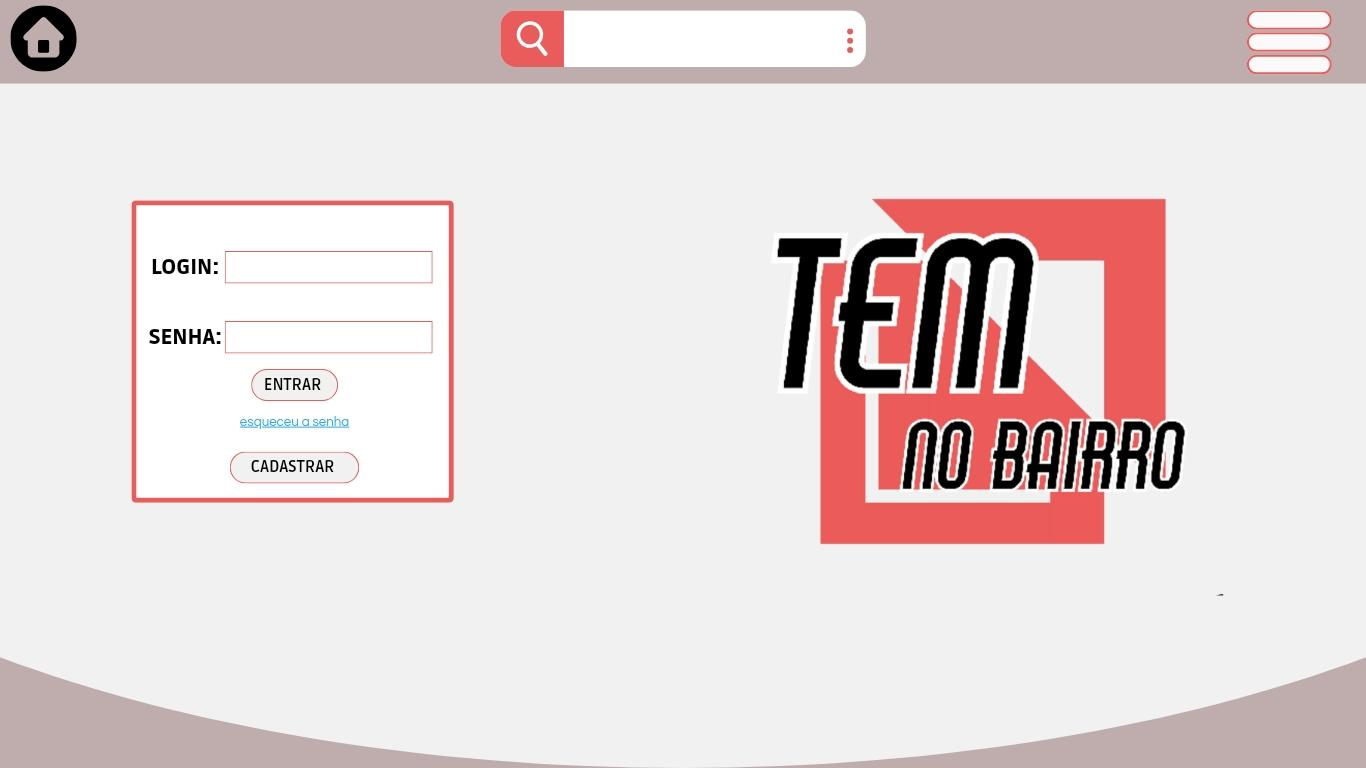 LOGIN:
SENHA:
ENTRAR
esqueceu a senha
CADASTRAR
TEM
NO BAIRRO